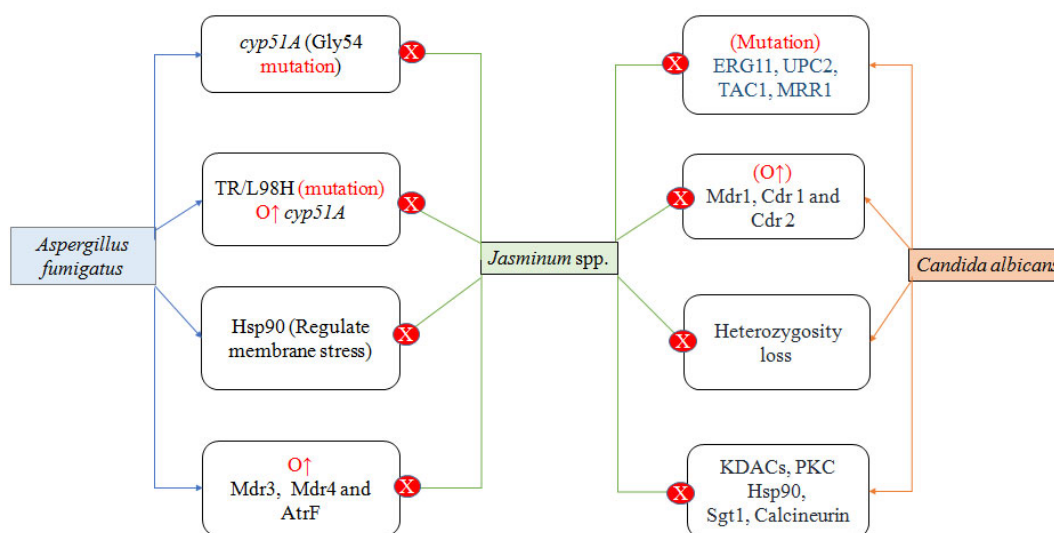 cyp51A (Gly54
mutation)
X
TR/L98H (mutation)
O↑ cyp51A
X
Aspergillus
fumigatus
Hsp90 (Regulate
membrane stress)
X
O↑
Mdr3, Mdr4 and
AtrF
X
Jasminum spp.
X
(Mutation)
ERG11, UPC2,
TAC1, MRR1
X
(O↑)
Mdr1, Cdr 1 and
Cdr 2
X
Heterozygosity
loss
X
KDACs, PKC
Hsp90,
Sgt1, Calcineurin
Candida albicans